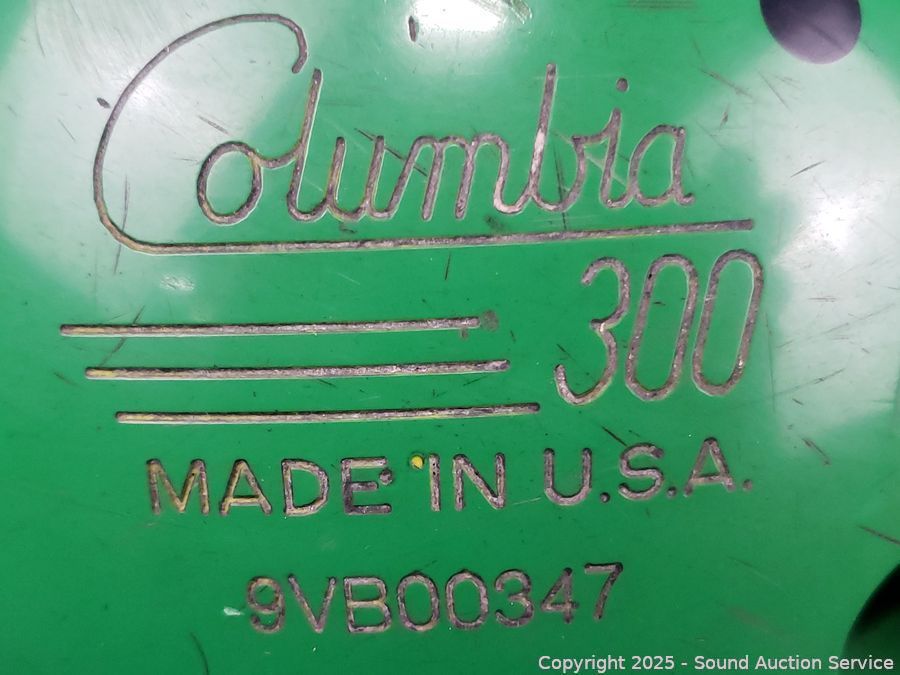 Columbia
300
MADE IN U.S.A.
9VB00347
Copyright 2025 - Sound Auction Service